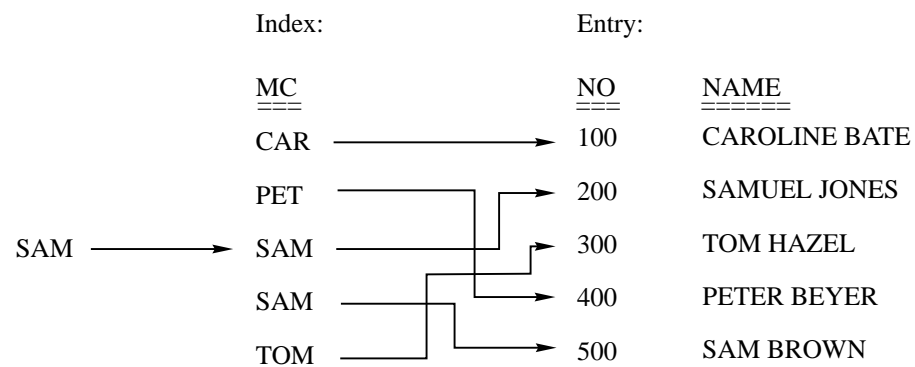 Index: Entry:
MC NO NAME
=== === ======
CAR 100 CAROLINE BATE
PET 200 SAMUEL JONES
SAM SAM 300 TOM HAZEL
SAM 400 PETER BEYER
TOM 500 SAM BROWN